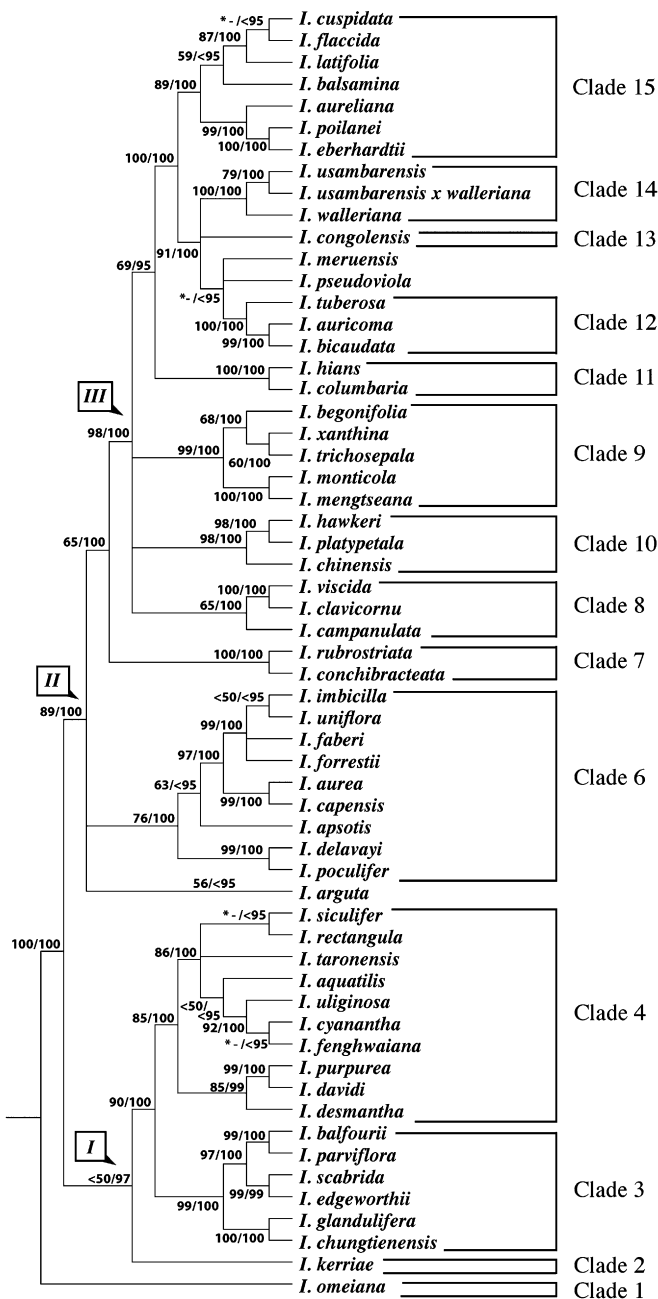 *-/<95
I. cuspidata
87/100
I. flaccida
59/<95
I. latifolia
89/100
I. balsamina
Clade 15
I. aureliana
99/100
I. poilanei
100/100
I. eberhardtii
100/100
79/100
I. usambarensis
100/100
I. usambarensis x walleriana
Clade 14
I. walleriana
91/100
I. congolensis
Clade 13
69/95
I. meruensis
*-/<95
I. pseudoviola
I. tuberosa
100/100
I. auricoma
Clade 12
99/100
I. bicaudata
100/100
I. hians
Clade 11
I. columbaria
III
98/100
68/100
I. begonifolia
I. xanthina
99/100
60/100
I. trichosepala
Clade 9
I. monticola
100/100
I. mengtseana
98/100
I. hawkeri
65/100
98/100
I. platypetala
Clade 10
I. chinensis
100/100
I. viscida
65/100
I. clavicornu
Clade 8
I. campanulata
100/100
I. rubrostriata
Clade 7
I. conchibracteata
II
89/100
<50/<95
I. imbicilla
99/100
I. uniflora
I. faberi
97/100
I. forrestii
63/<95
I. aurea
Clade 6
99/100
I. capensis
76/100
I. apsotis
99/100
I. delavayi
I. poculifer
56/<95
I. arguta
100/100
*-/<95
I. siculifer
I. rectangula
86/100
I. taronensis
I. aquatilis
85/100
<50/
<95
I. uliginosa
92/100
I. cyanantha
Clade 4
*-/<95
I. fenghwaiana
99/100
I. purpurea
85/99
I. davidi
90/100
I. desmantha
I
<50/97
99/100
I. balfourii
97/100
I. parviflora
I. scabrida
99/99
I. edgeworthii
Clade 3
99/100
I. glandulifera
100/100
I. chungtienensis
I. kerriae
Clade 2
I. omeiana
Clade 1